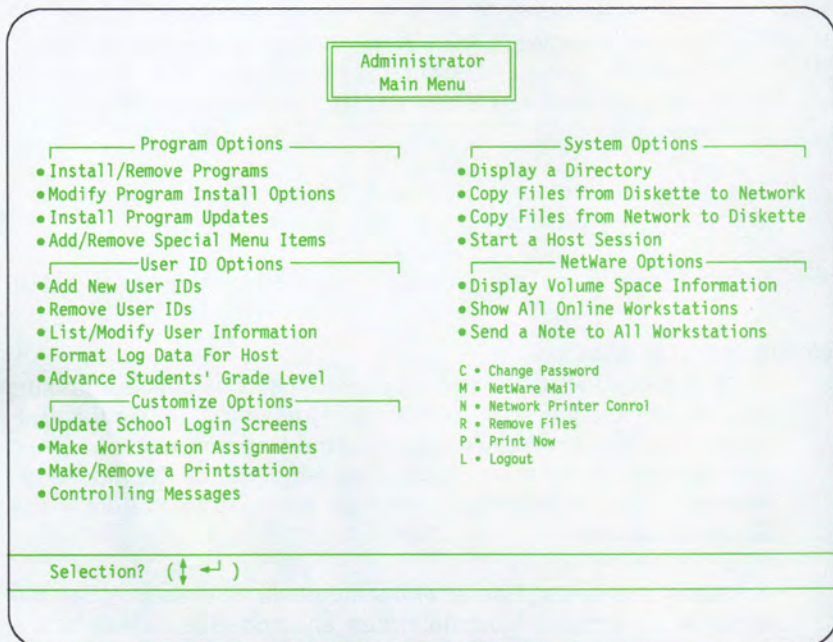 Administrator
Main Menu
Program Options
• Install/Remove Programs
• Modify Program Install Options
• Install Program Updates
• Add/Remove Special Menu Items
User ID Options
• Add New User IDs
• Remove User IDs
• List/Modify User Information
• Format Log Data For Host
• Advance Students' Grade Level
Customize Options
• Update School Login Screens
• Make Workstation Assignments
• Make/Remove a Printstation
• Controlling Messages
System Options
• Display a Directory
• Copy Files from Diskette to Network
• Copy Files from Network to Diskette
• Start a Host Session
NetWare Options
• Display Volume Space Information
• Show All Online Workstations
• Send a Note to All Workstations
C • Change Password
M • NetWare Mail
N • Network Printer Conrol
R • Remove Files
P • Print Now
L • Logout
Selection? (↕ ↵ )